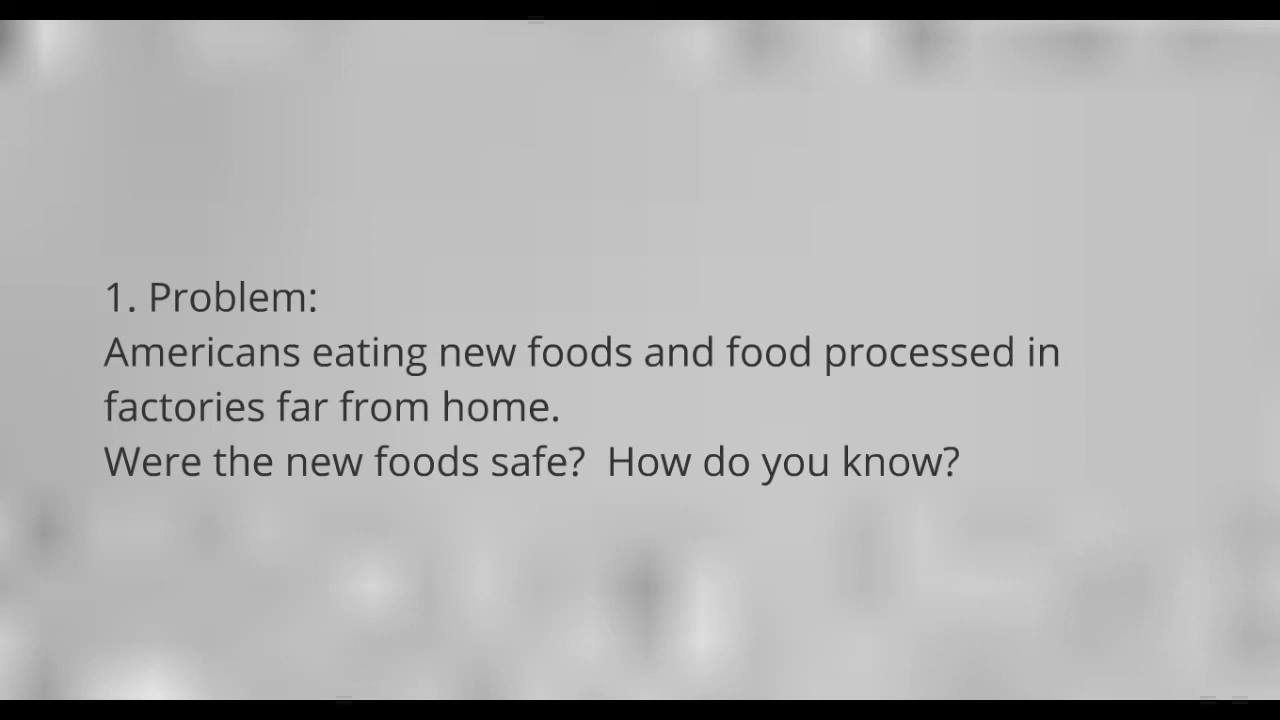 1. Problem:
Americans eating new foods and food processed in
factories far from home.
Were the new foods safe?  How do you know?